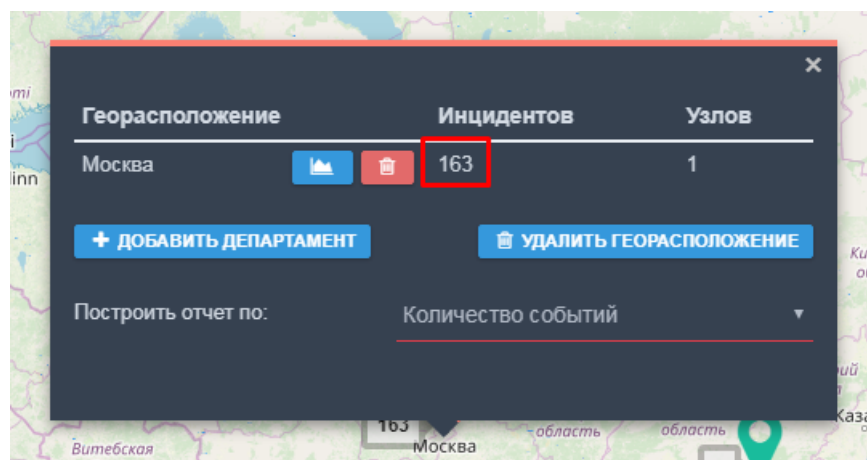 ×
Георасположение Инцидентов Узлов
Москва 163 1
+ ДОБАВИТЬ ДЕПАРТАМЕНТ УДАЛИТЬ ГЕОРАСПОЛОЖЕНИЕ
Построить отчет по: Количество событий
163
Москва
Витебская
область
область